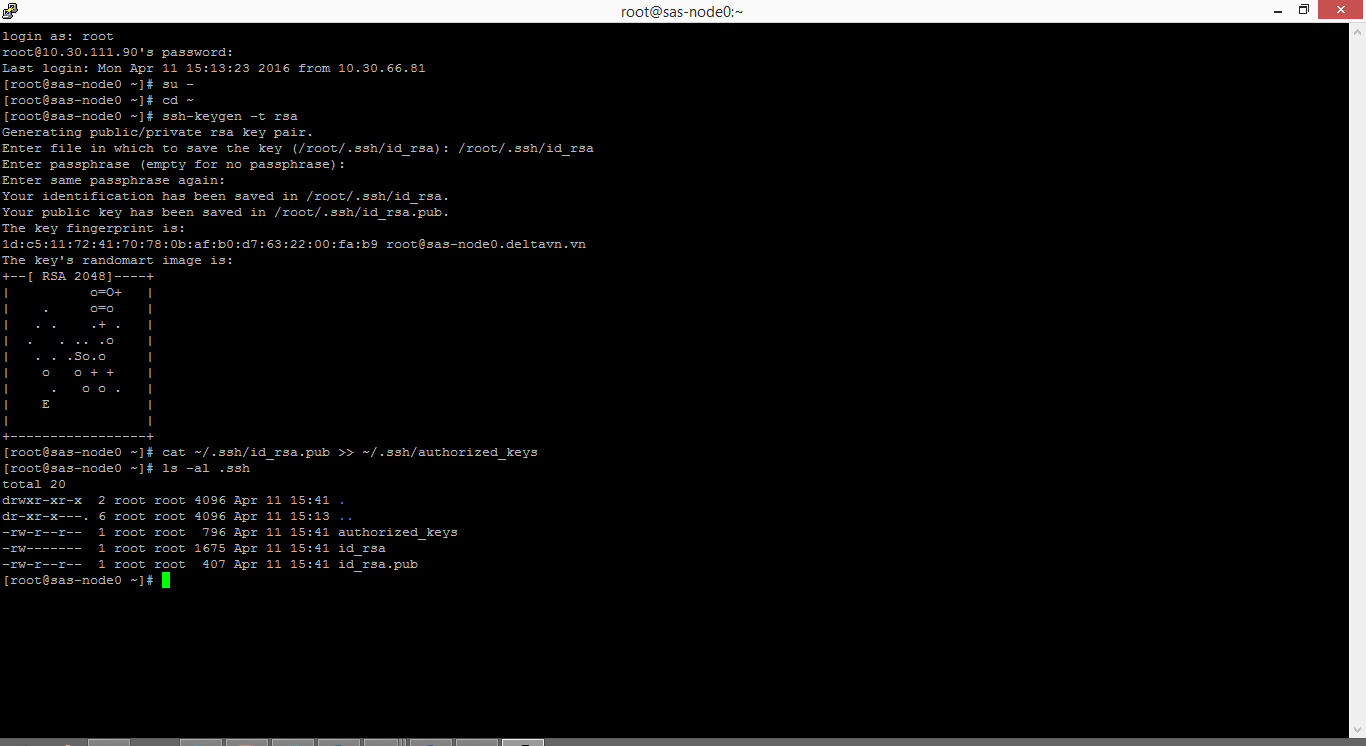 root@sas-node0:~
login as: root
root@10.30.111.90's password:
Last login: Mon Apr 11 15:13:23 2016 from 10.30.66.81
[root@sas-node0 ~]# su -
[root@sas-node0 ~]# cd ~
[root@sas-node0 ~]# ssh-keygen -t rsa
Generating public/private rsa key pair.
Enter file in which to save the key (/root/.ssh/id_rsa): /root/.ssh/id_rsa
Enter passphrase (empty for no passphrase):
Enter same passphrase again:
Your identification has been saved in /root/.ssh/id_rsa.
Your public key has been saved in /root/.ssh/id_rsa.pub.
The key fingerprint is:
1d:c5:11:72:41:70:78:0b:af:b0:d7:63:22:00:fa:b9 root@sas-node0.deltavn.vn
The key's randomart image is:
+--[ RSA 2048]----+
|          o=O+   |
|    .     o=o    |
|   . .    .+ .   |
|  .   . .. .o    |
|   . . .So.o     |
|    o   o + +    |
|     .   o o .   |
|    E            |
|                 |
+-----------------+
[root@sas-node0 ~]# cat ~/.ssh/id_rsa.pub >> ~/.ssh/authorized_keys
[root@sas-node0 ~]# ls -al .ssh
total 20
drwxr-xr-x  2 root root 4096 Apr 11 15:41 .
dr-xr-x---. 6 root root 4096 Apr 11 15:13 ..
-rw-r--r--  1 root root  796 Apr 11 15:41 authorized_keys
-rw-------  1 root root 1675 Apr 11 15:41 id_rsa
-rw-r--r--  1 root root  407 Apr 11 15:41 id_rsa.pub
[root@sas-node0 ~]#